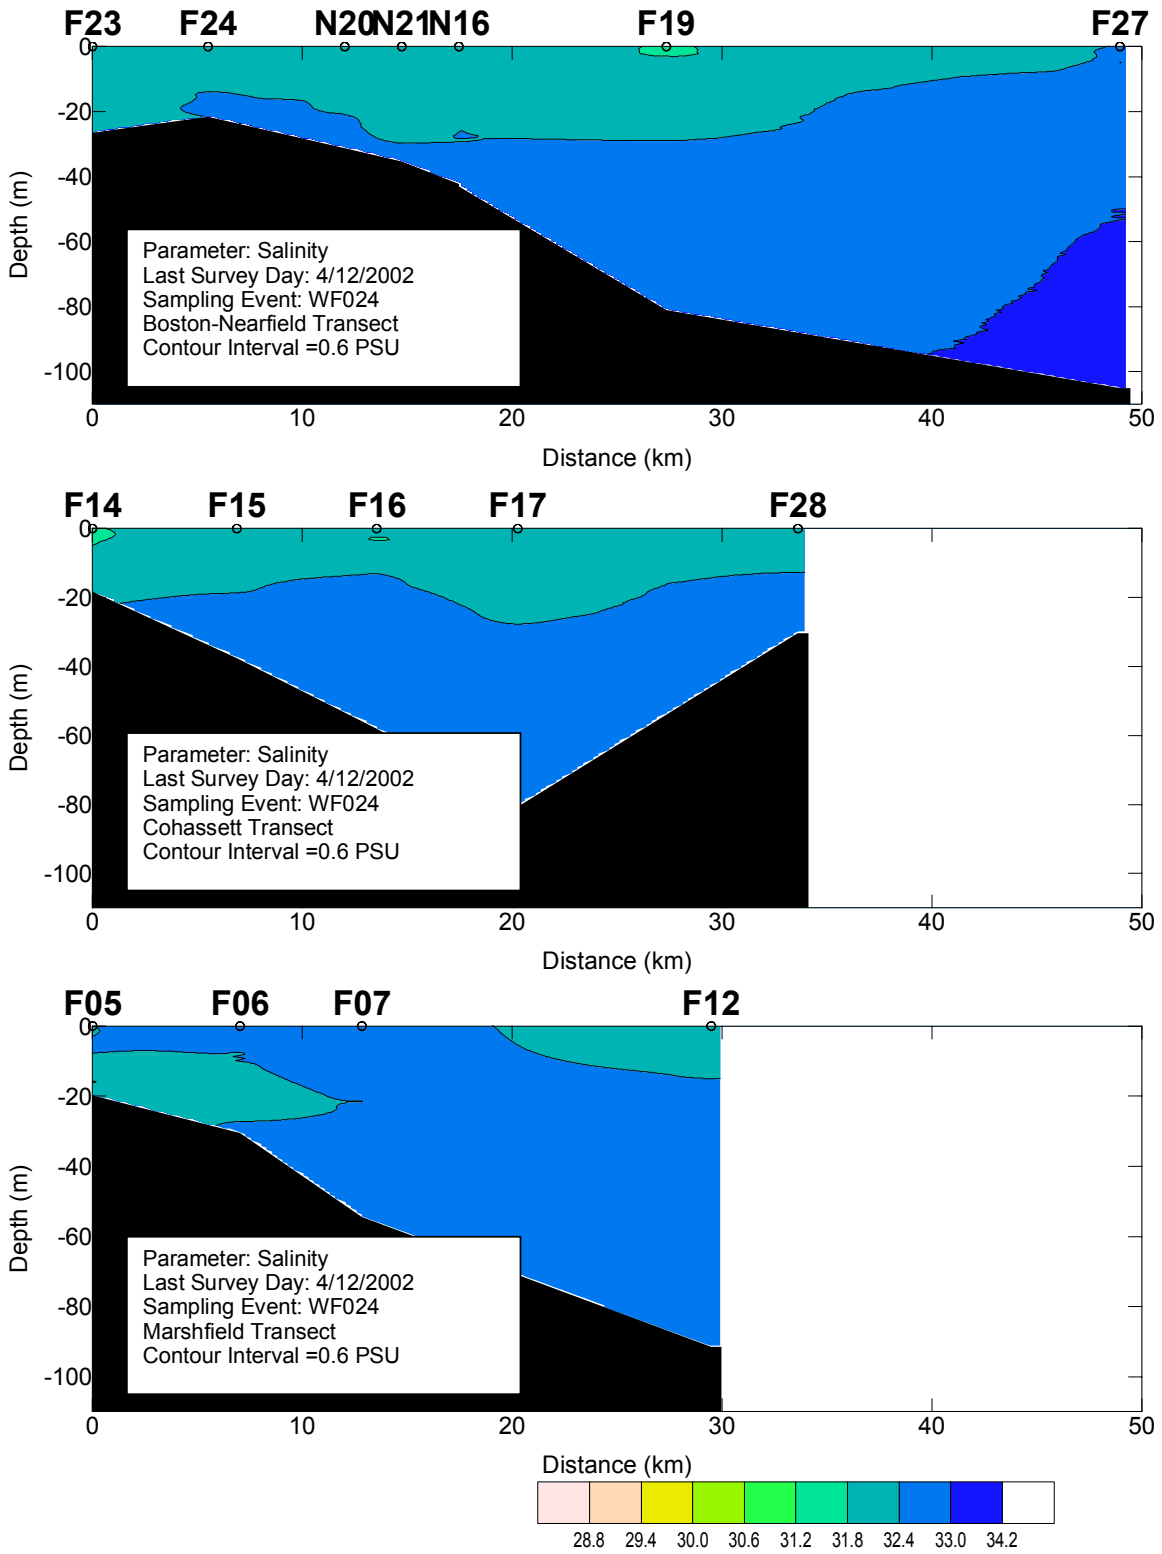 F23 F24 N20 N21 N16 F19 F27
0
-20
-40
-60
-80
-100
Depth (m)
Parameter: Salinity
Last Survey Day: 4/12/2002
Sampling Event: WF024
Boston-Nearfield Transect
Contour Interval =0.6 PSU
0 10 20 30 40 50
Distance (km)
F14 F15 F16 F17 F28
0
-20
-40
-60
-80
-100
Depth (m)
Parameter: Salinity
Last Survey Day: 4/12/2002
Sampling Event: WF024
Cohassett Transect
Contour Interval =0.6 PSU
0 10 20 30 40 50
Distance (km)
F05 F06 F07 F12
0
-20
-40
-60
-80
-100
Depth (m)
Parameter: Salinity
Last Survey Day: 4/12/2002
Sampling Event: WF024
Marshfield Transect
Contour Interval =0.6 PSU
0 10 20 30 40 50
Distance (km)
28.8 29.4 30.0 30.6 31.2 31.8 32.4 33.0 34.2